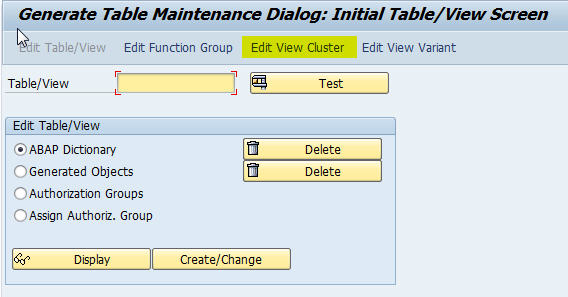 Generate Table Maintenance Dialog: Initial Table/View Screen
Edit Table/View Edit Function Group Edit View Cluster Edit View Variant
Table/View Test
Edit Table/View
ABAP Dictionary Delete
Generated Objects Delete
Authorization Groups
Assign Authoriz. Group
Display Create/Change